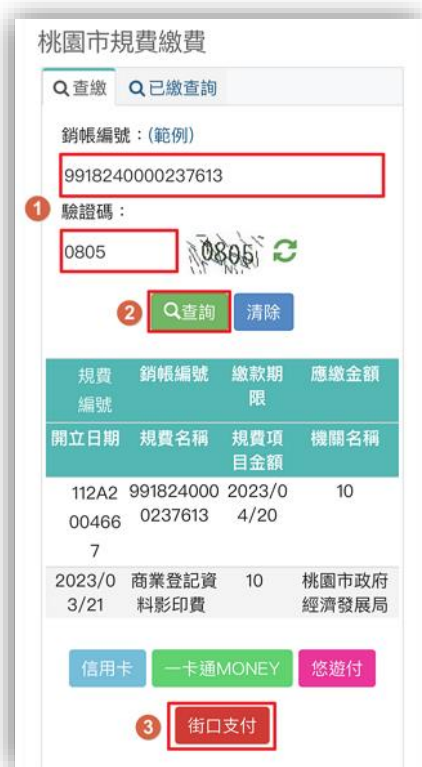 桃園市規費繳費
查繳 已繳查詢
銷帳編號：(範例)
9918240000237613
1 驗證碼：
0805 0805
2 查詢 清除
規費 銷帳編號 繳款期 應繳金額
編號 限
開立日期 規費名稱 規費項 機關名稱
目金額
112A2 991824000 2023/0 10
00466 0237613 4/20
7
2023/0 商業登記資 10 桃園市政府
3/21 料影印費 經濟發展局
信用卡 一卡通MONEY 悠遊付
3 街口支付